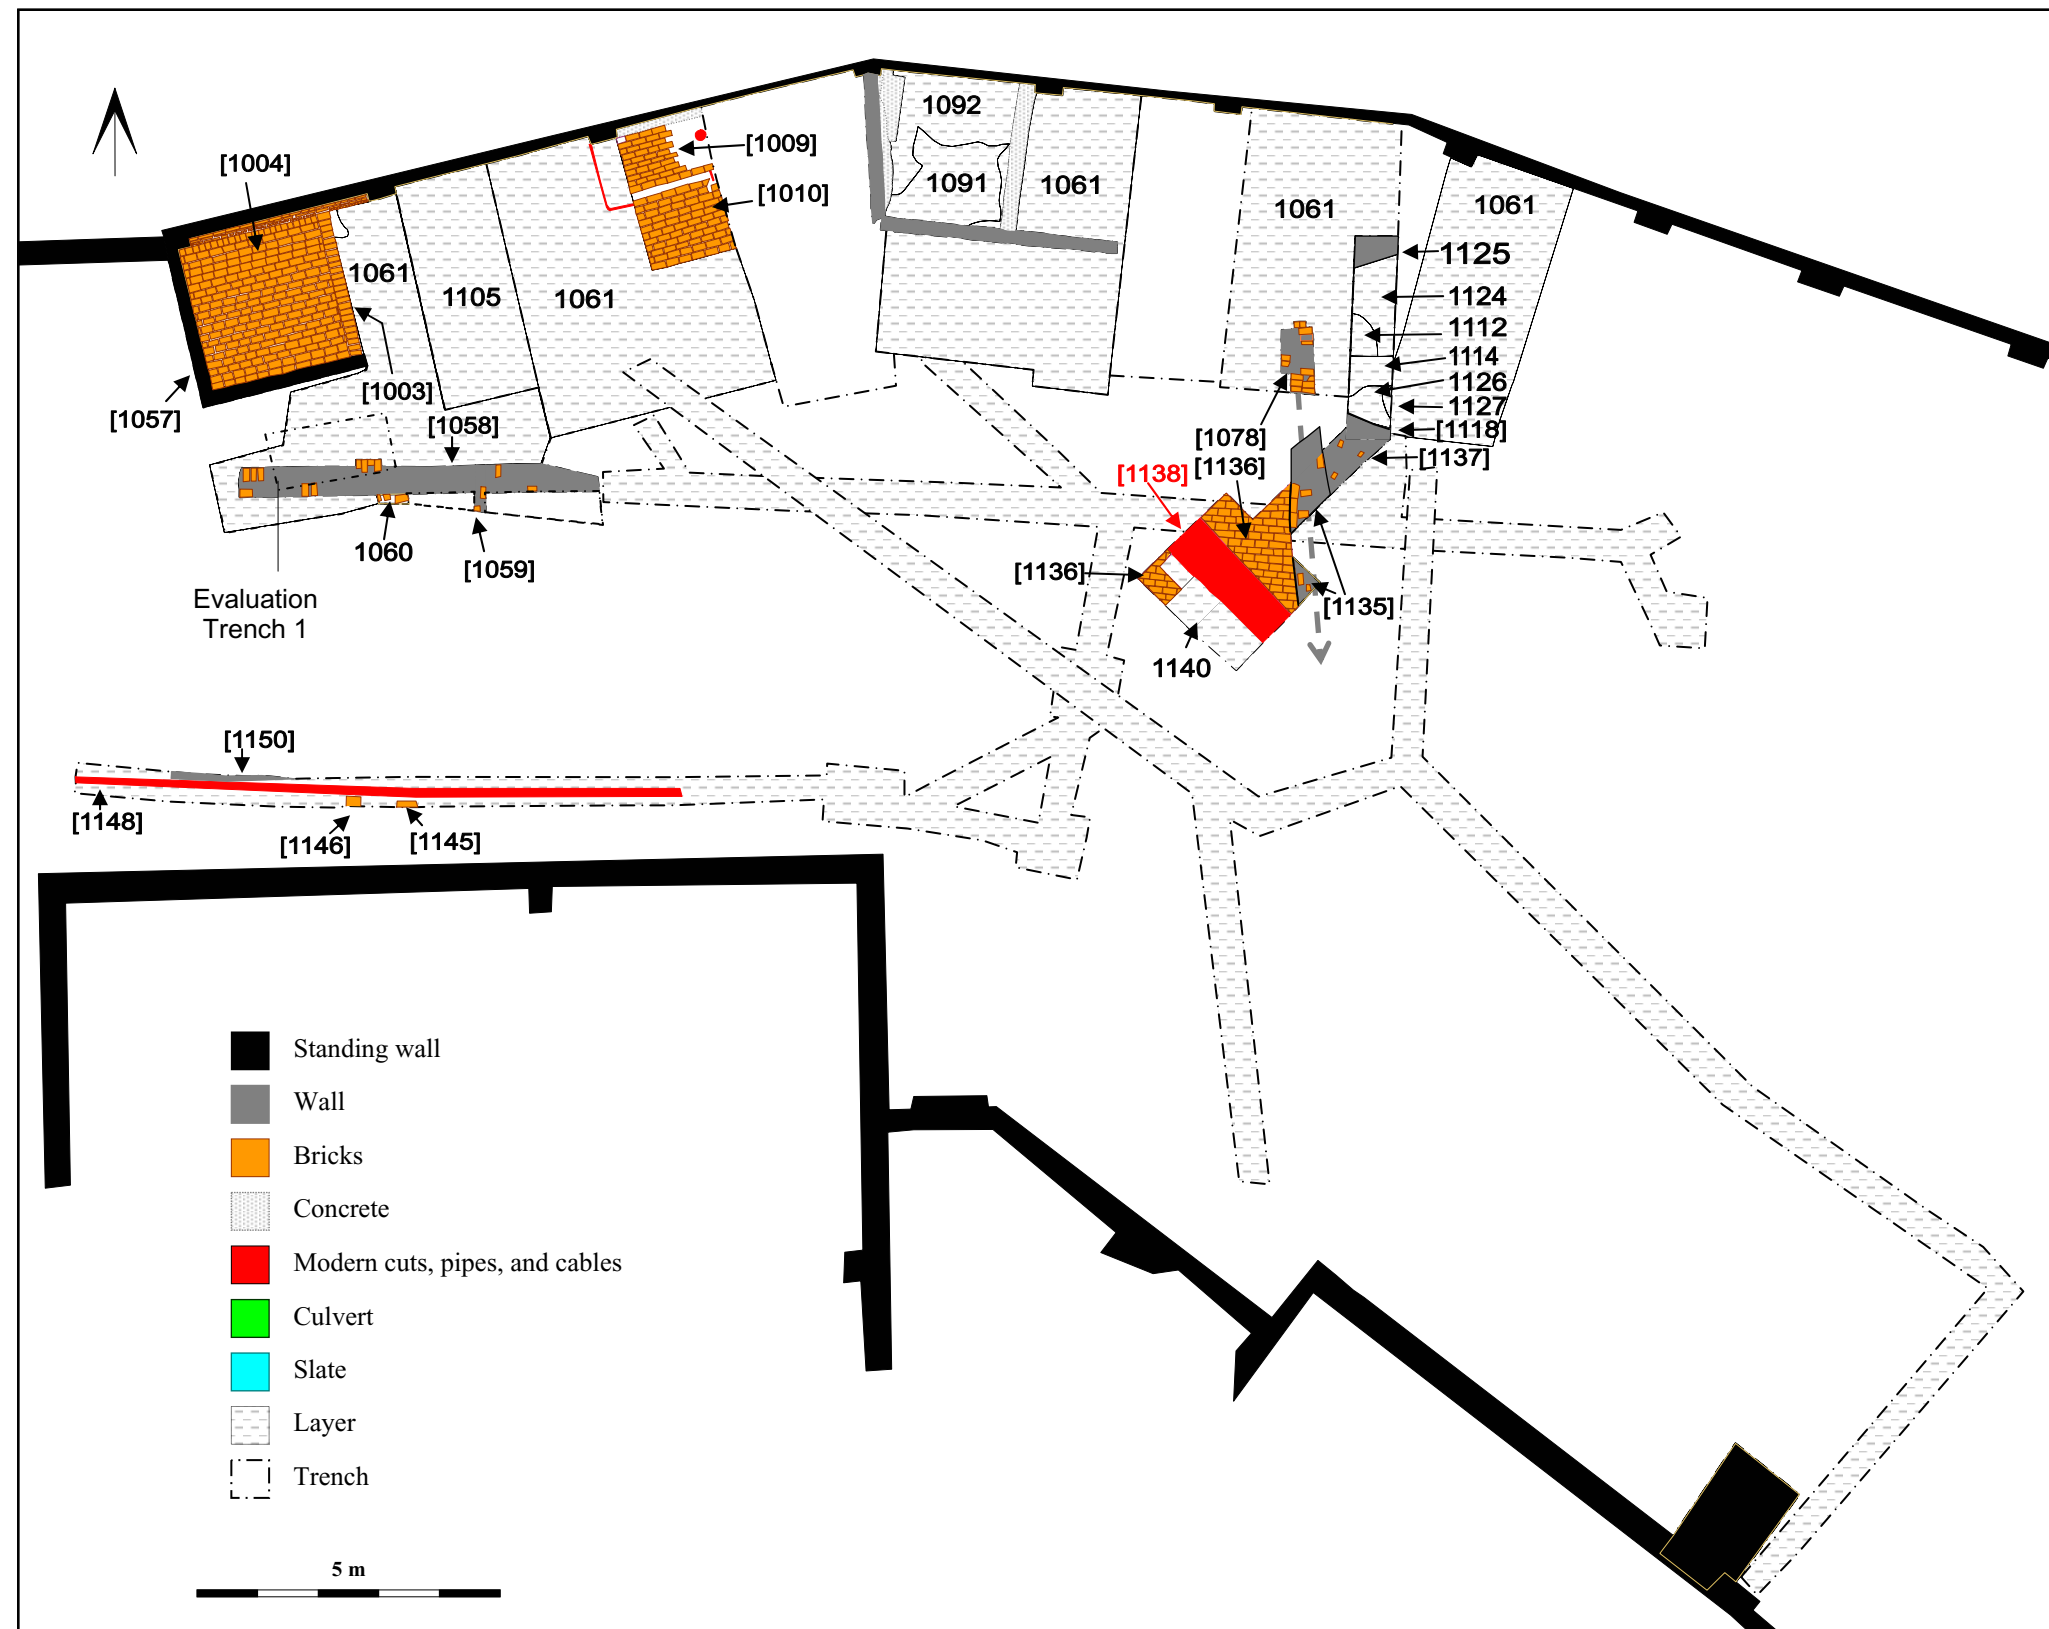 [1004]
[1009]
[1010]
1092
1091
1061
1061
1061
1061
1105
1061
1125
1124
1112
1114
1126
1127
[1118]
[1137]
[1003]
[1057]
[1058]
[1078]
[1136]
[1138]
1060
[1059]
[1136]
[1135]
1140
Evaluation
Trench 1
[1150]
[1148]
[1146]
[1145]
Standing wall
Wall
Bricks
Concrete
Modern cuts, pipes, and cables
Culvert
Slate
Layer
Trench
5 m